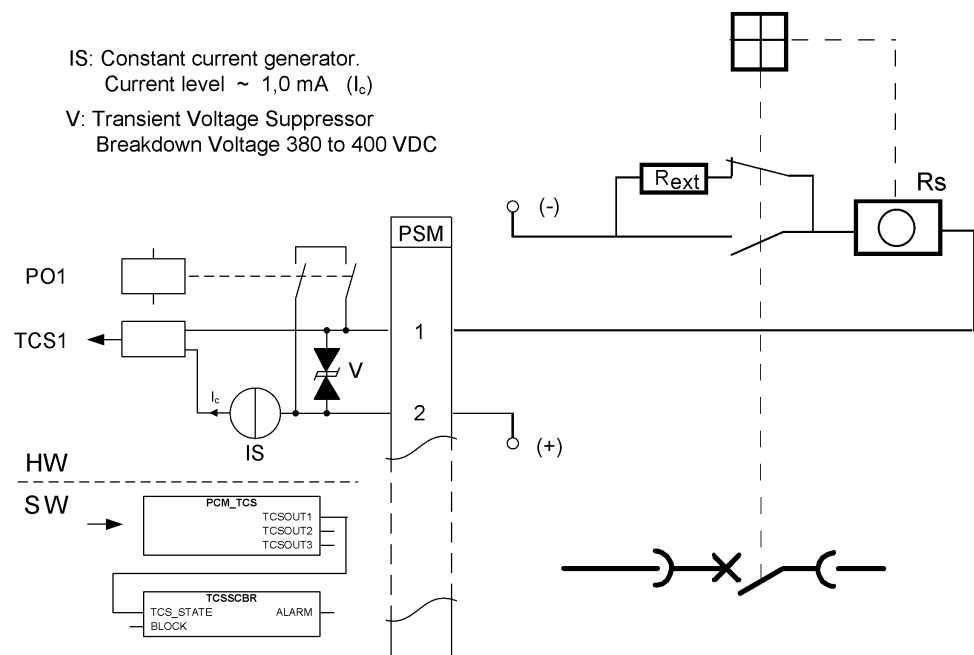 IS: Constant current generator.
Current level ~ 1,0 mA (Ic)
V: Transient Voltage Suppressor
Breakdown Voltage 380 to 400 VDC
Rext
Rs
(-)
PSM
PO1
1
TCS1
V
Ic
2
IS
(+)
HW
SW
PCM_TCS
TCSOUT1
TCSOUT2
TCSOUT3
TCSSCBR
TCS_STATE ALARM
BLOCK